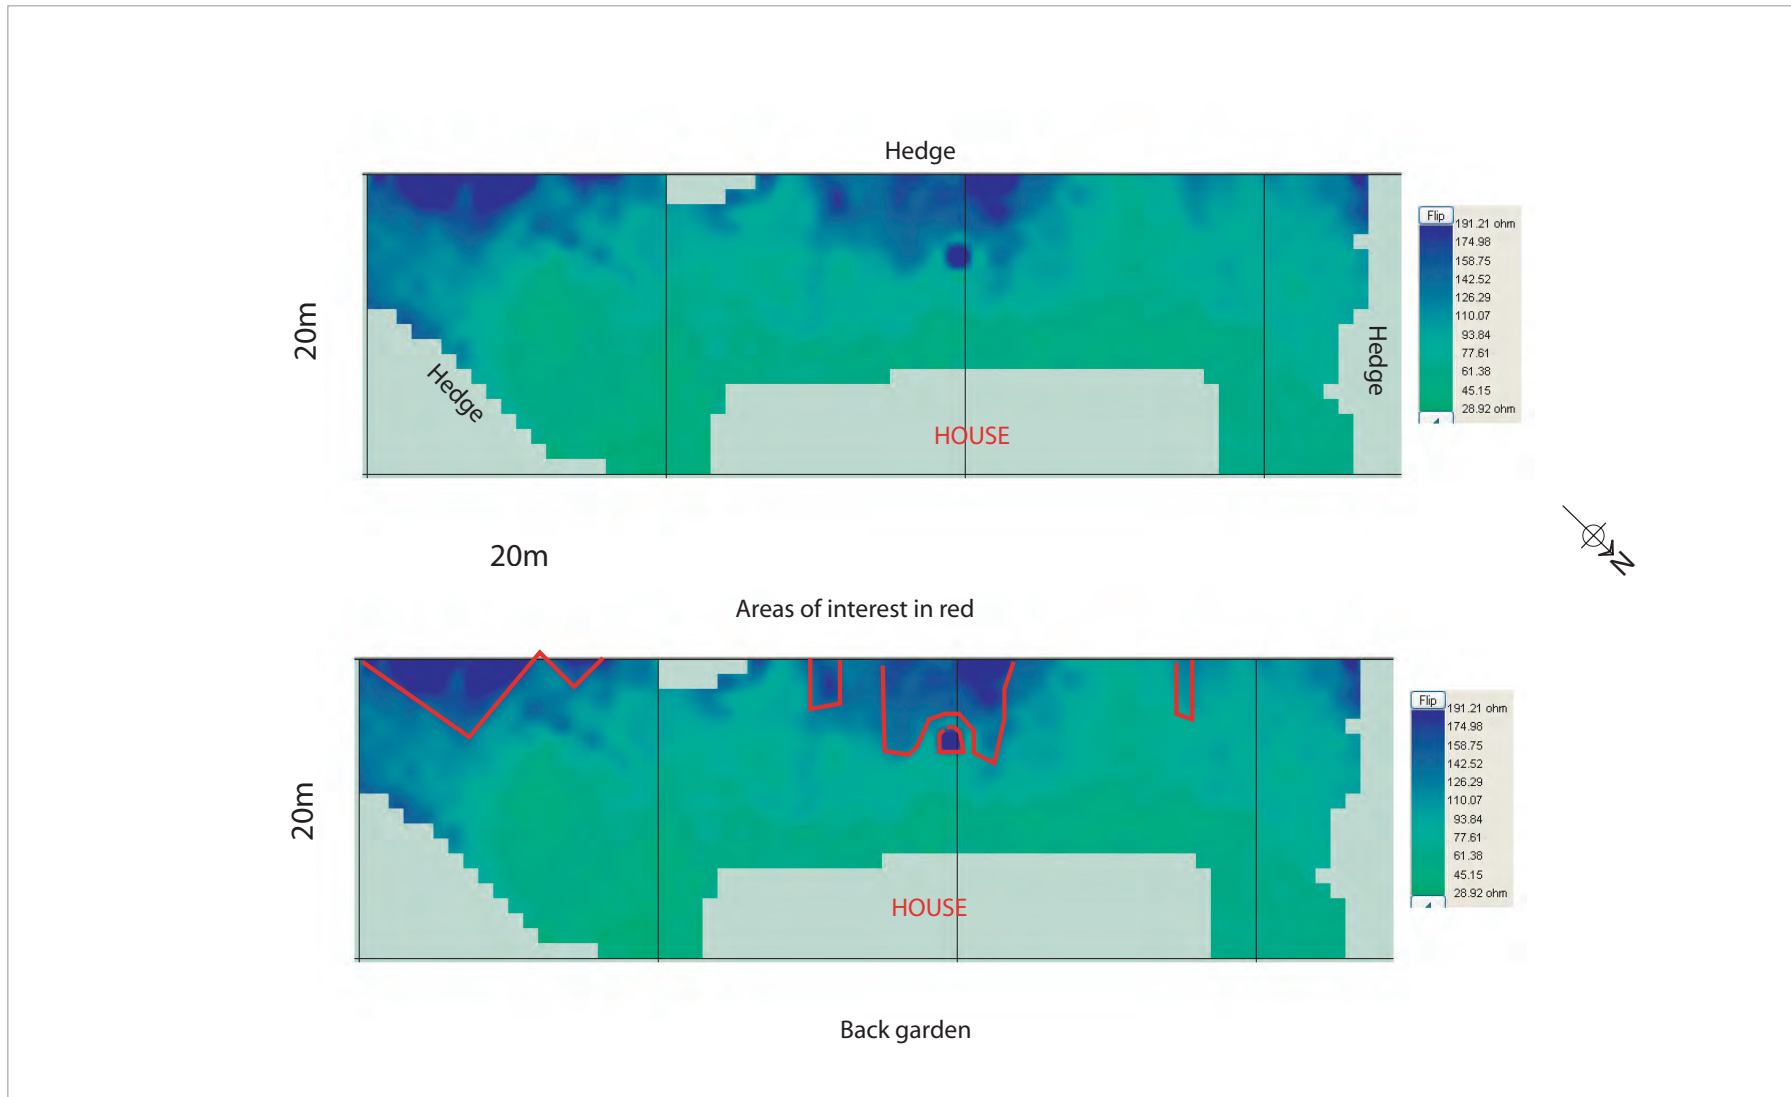 Hedge
Flip
191.21 ohm
174.98
158.75
142.52
126.29
110.07
93.84
77.61
61.38
45.15
28.92 ohm
20m
Hedge
Hedge
HOUSE
N
20m
Areas of interest in red
Flip
191.21 ohm
174.98
158.75
142.52
126.29
110.07
93.84
77.61
61.38
45.15
28.92 ohm
20m
HOUSE
Back garden